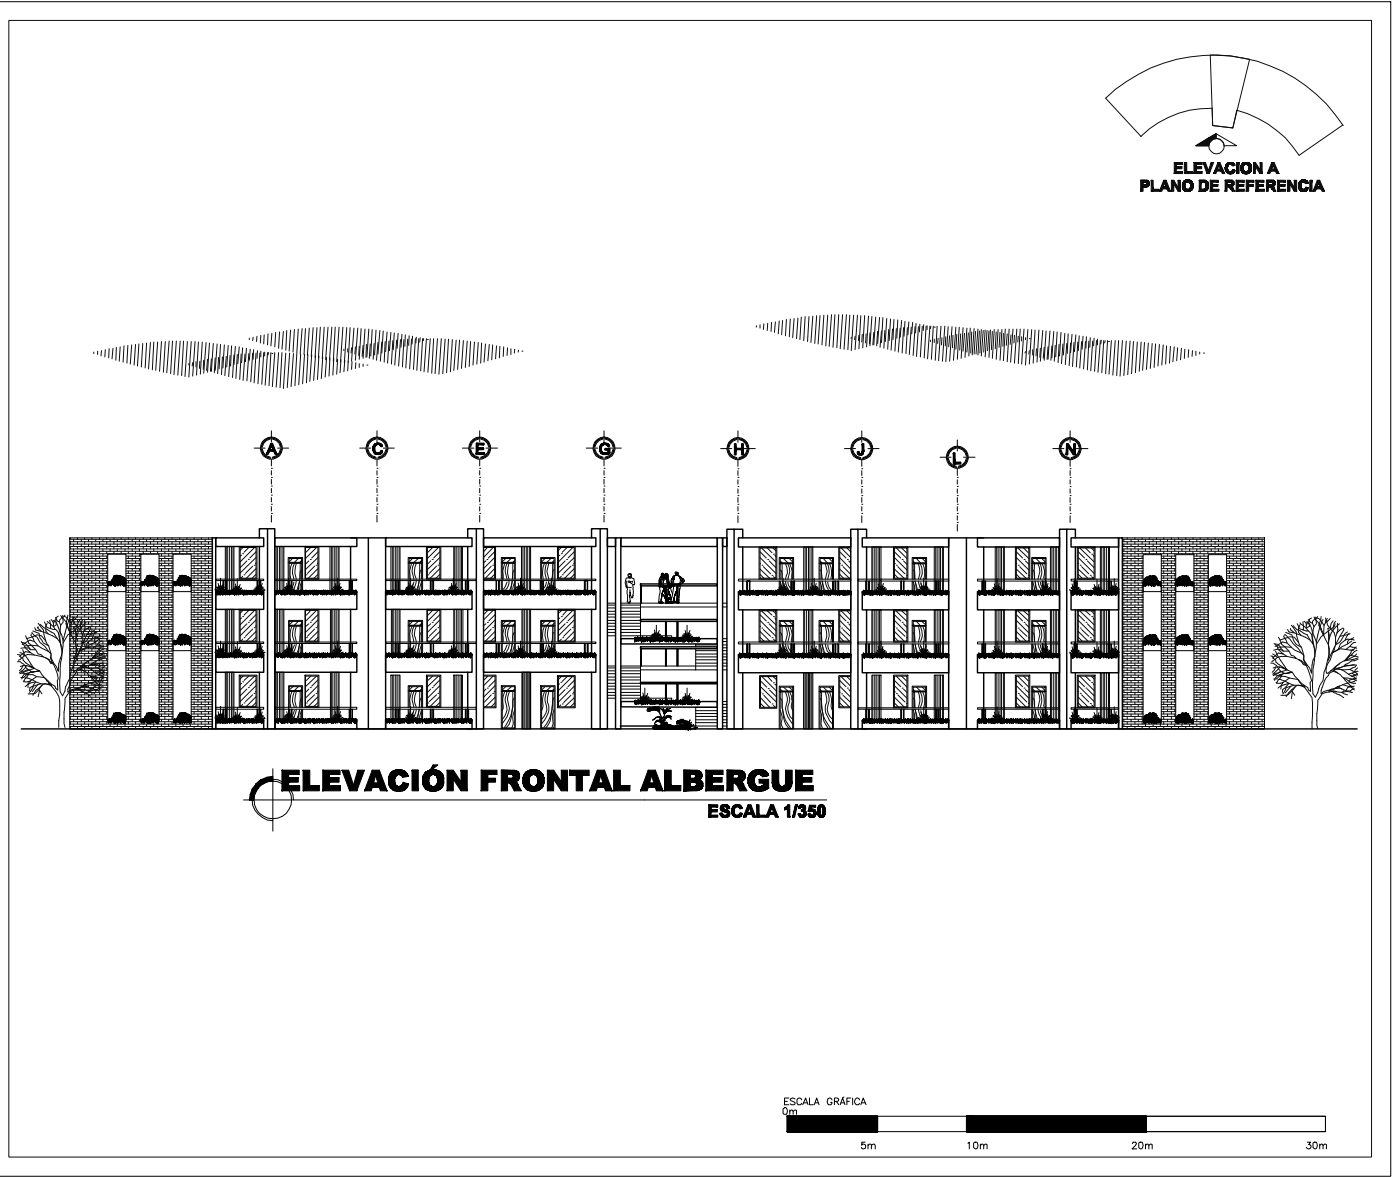 ELEVACION A
PLANO DE REFERENCIA
A C E G H J L N
ELEVACIÓN FRONTAL ALBERGUE
ESCALA 1/350
ESCALA GRÁFICA
0m
5m 10m 20m 30m